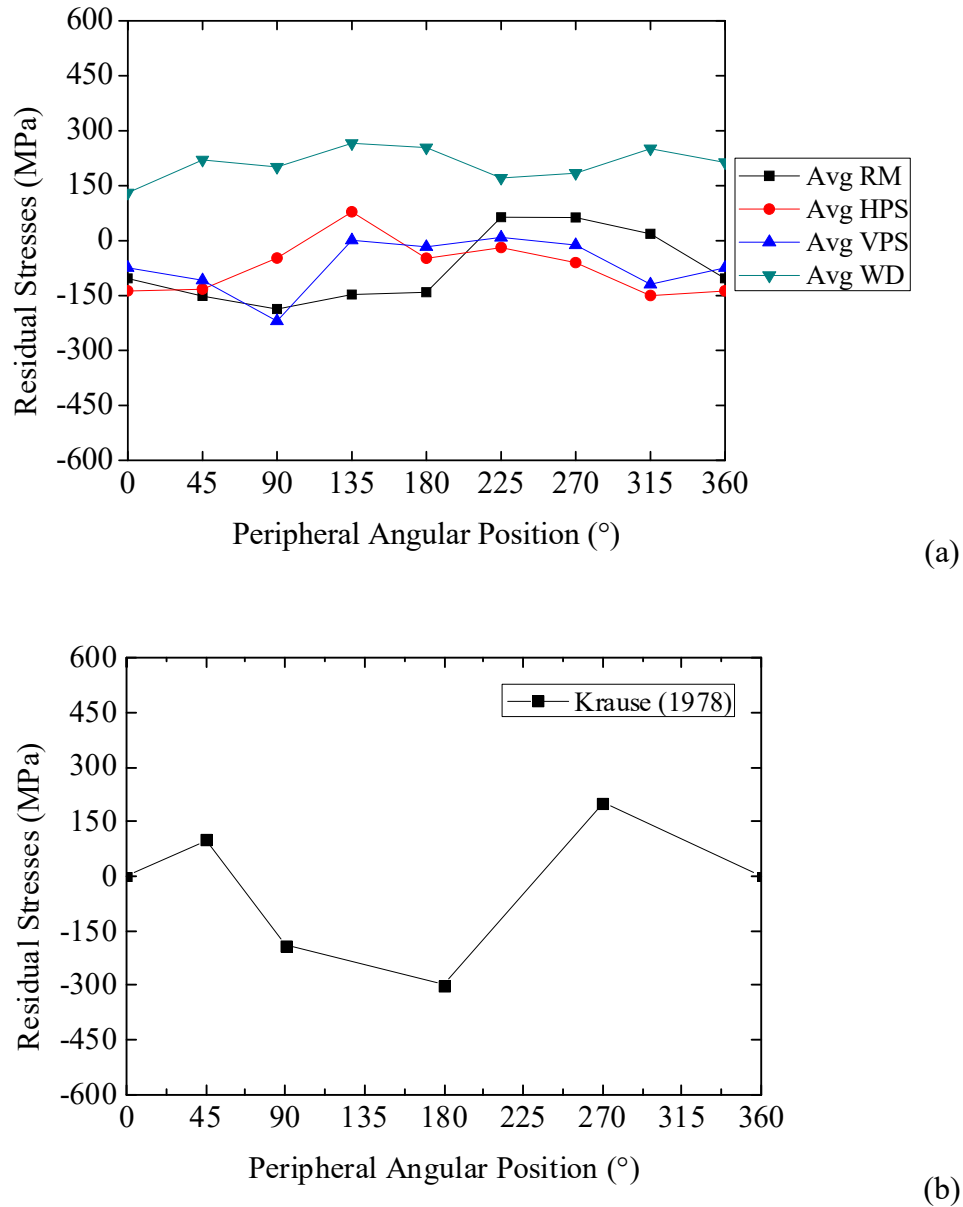 600
450
300
150
0
-150
-300
-450
-600
Residual Stresses (MPa)
0 45 90 135 180 225 270 315 360
Peripheral Angular Position (°)
Avg RM
Avg HPS
Avg VPS
Avg WD
(a)
600
450
300
150
0
-150
-300
-450
-600
Residual Stresses (MPa)
Krause (1978)
0 45 90 135 180 225 270 315 360
Peripheral Angular Position (°)
(b)